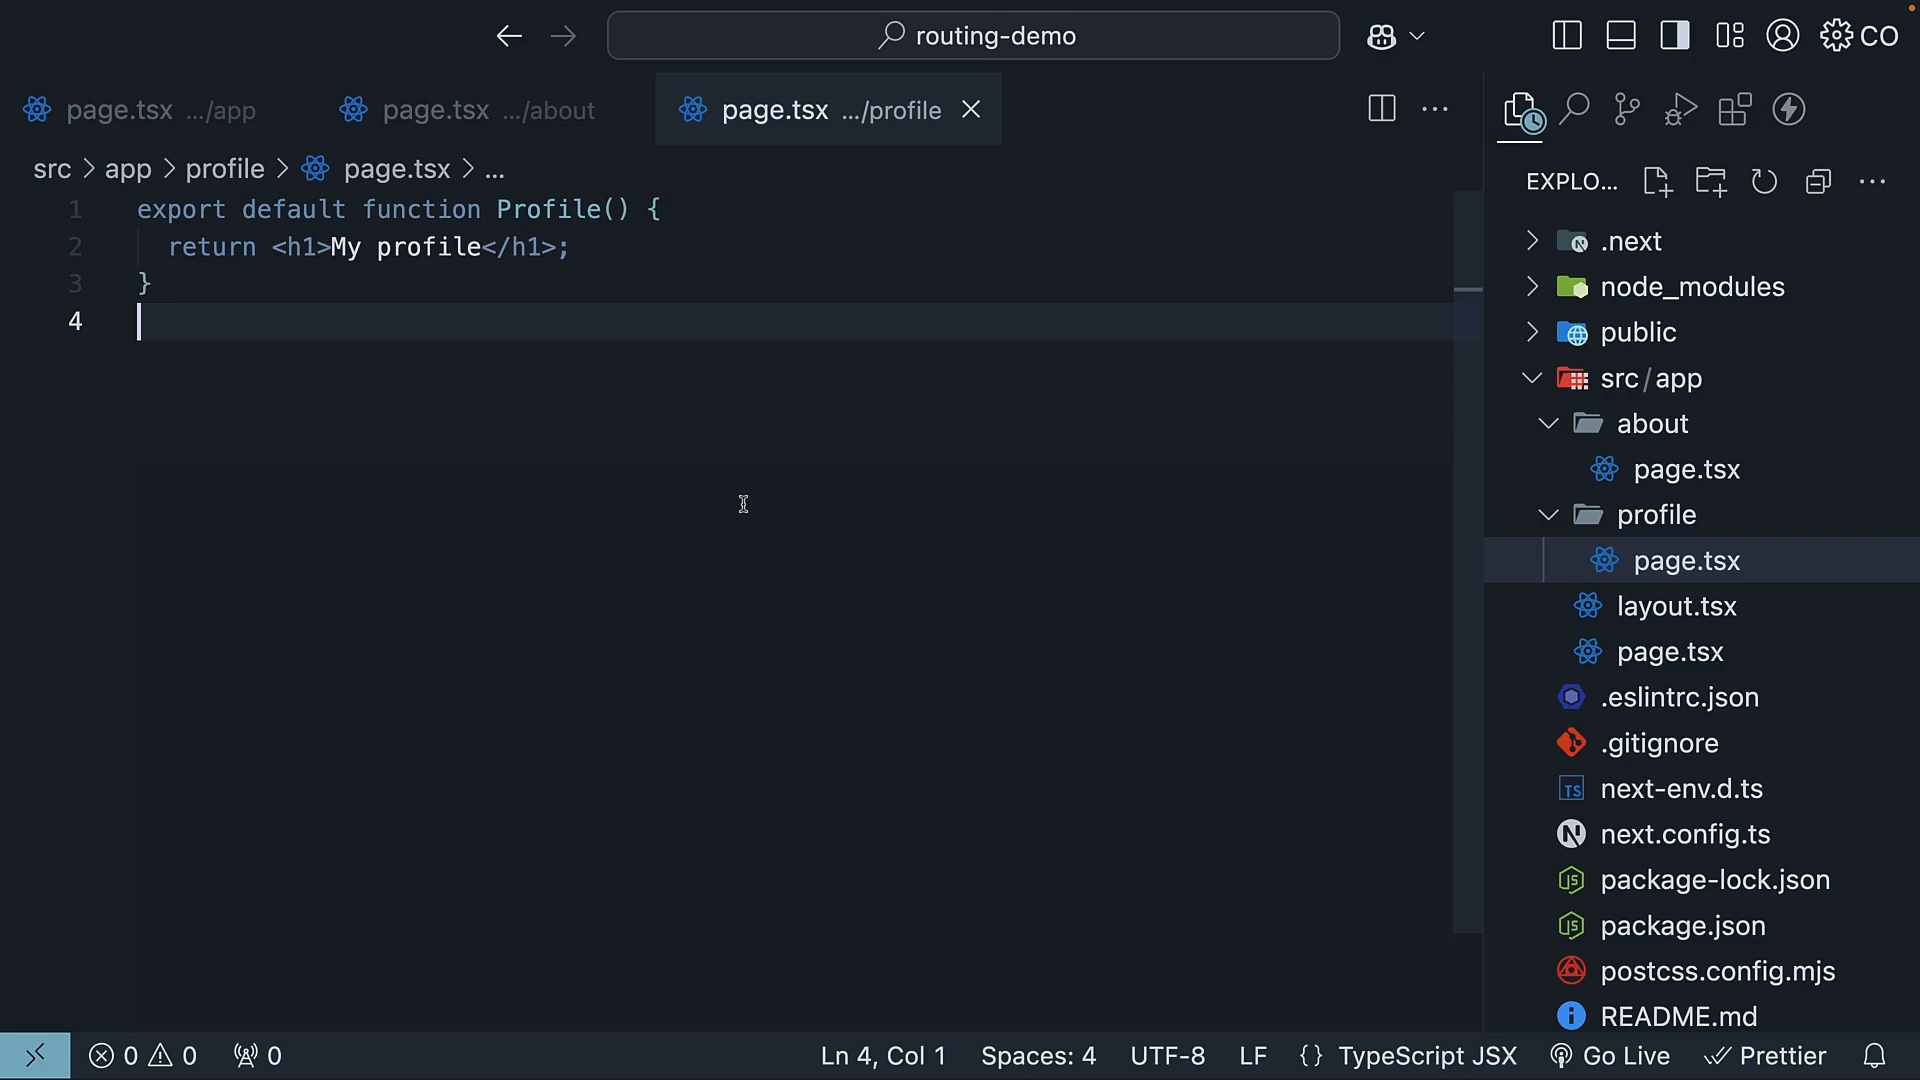 routing-demo
CO
page.tsx .../app
page.tsx .../about
page.tsx .../profile
src > app > profile > page.tsx > ...
1 export default function Profile() {
2 return <h1>My profile</h1>;
3 }
4
EXPLO...
.next
node_modules
public
src/app
about
page.tsx
profile
page.tsx
layout.tsx
page.tsx
.eslintrc.json
.gitignore
TS next-env.d.ts
next.config.ts
package-lock.json
package.json
postcss.config.mjs
README.md
0 0 0 Ln 4, Col 1 Spaces: 4 UTF-8 LF {} TypeScript JSX Go Live Prettier